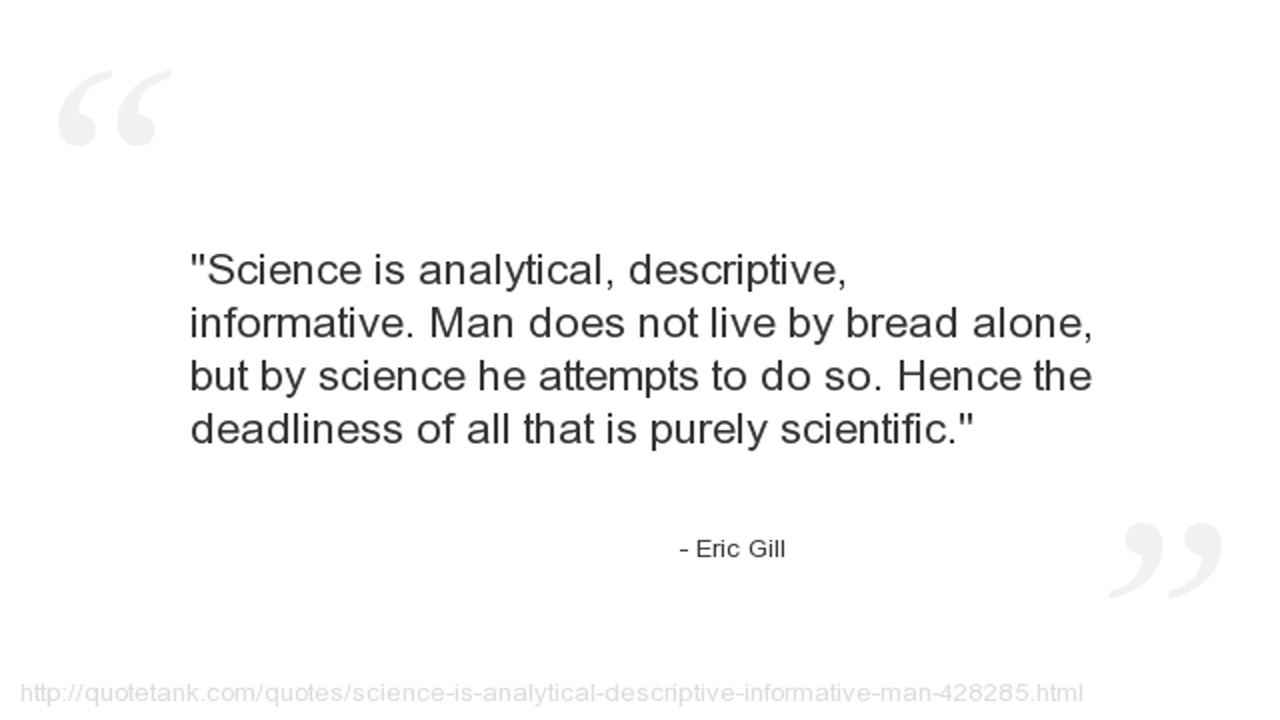 "Science is analytical, descriptive,
informative. Man does not live by bread alone,
but by science he attempts to do so. Hence the
deadliness of all that is purely scientific."
- Eric Gill
http://quotetank.com/quotes/science-is-analytical-descriptive-informative-man-428285.html